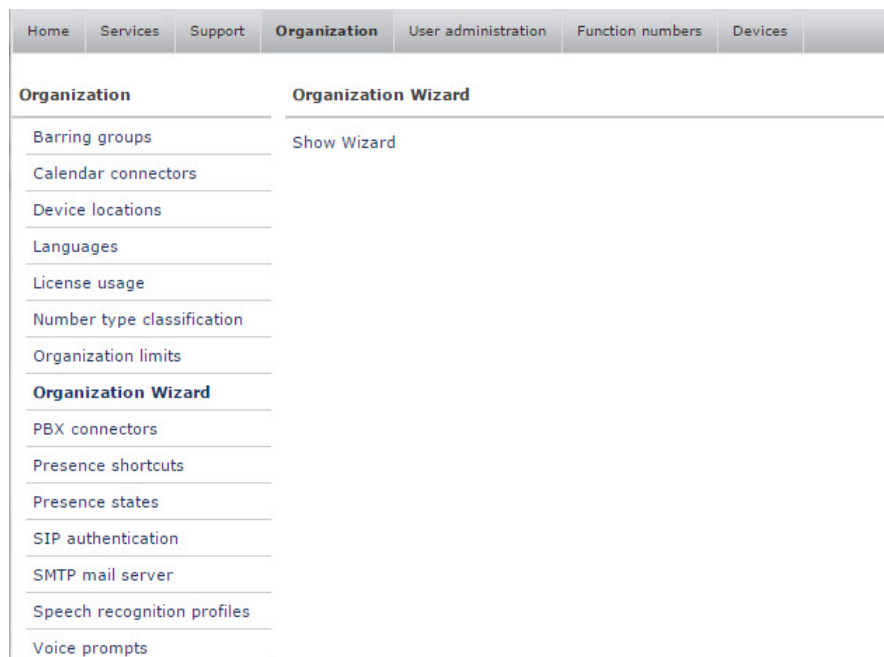 Home Services Support Organization User administration Function numbers Devices
Organization
Barring groups
Calendar connectors
Device locations
Languages
License usage
Number type classification
Organization limits
Organization Wizard
PBX connectors
Presence shortcuts
Presence states
SIP authentication
SMTP mail server
Speech recognition profiles
Voice prompts
Organization Wizard
Show Wizard